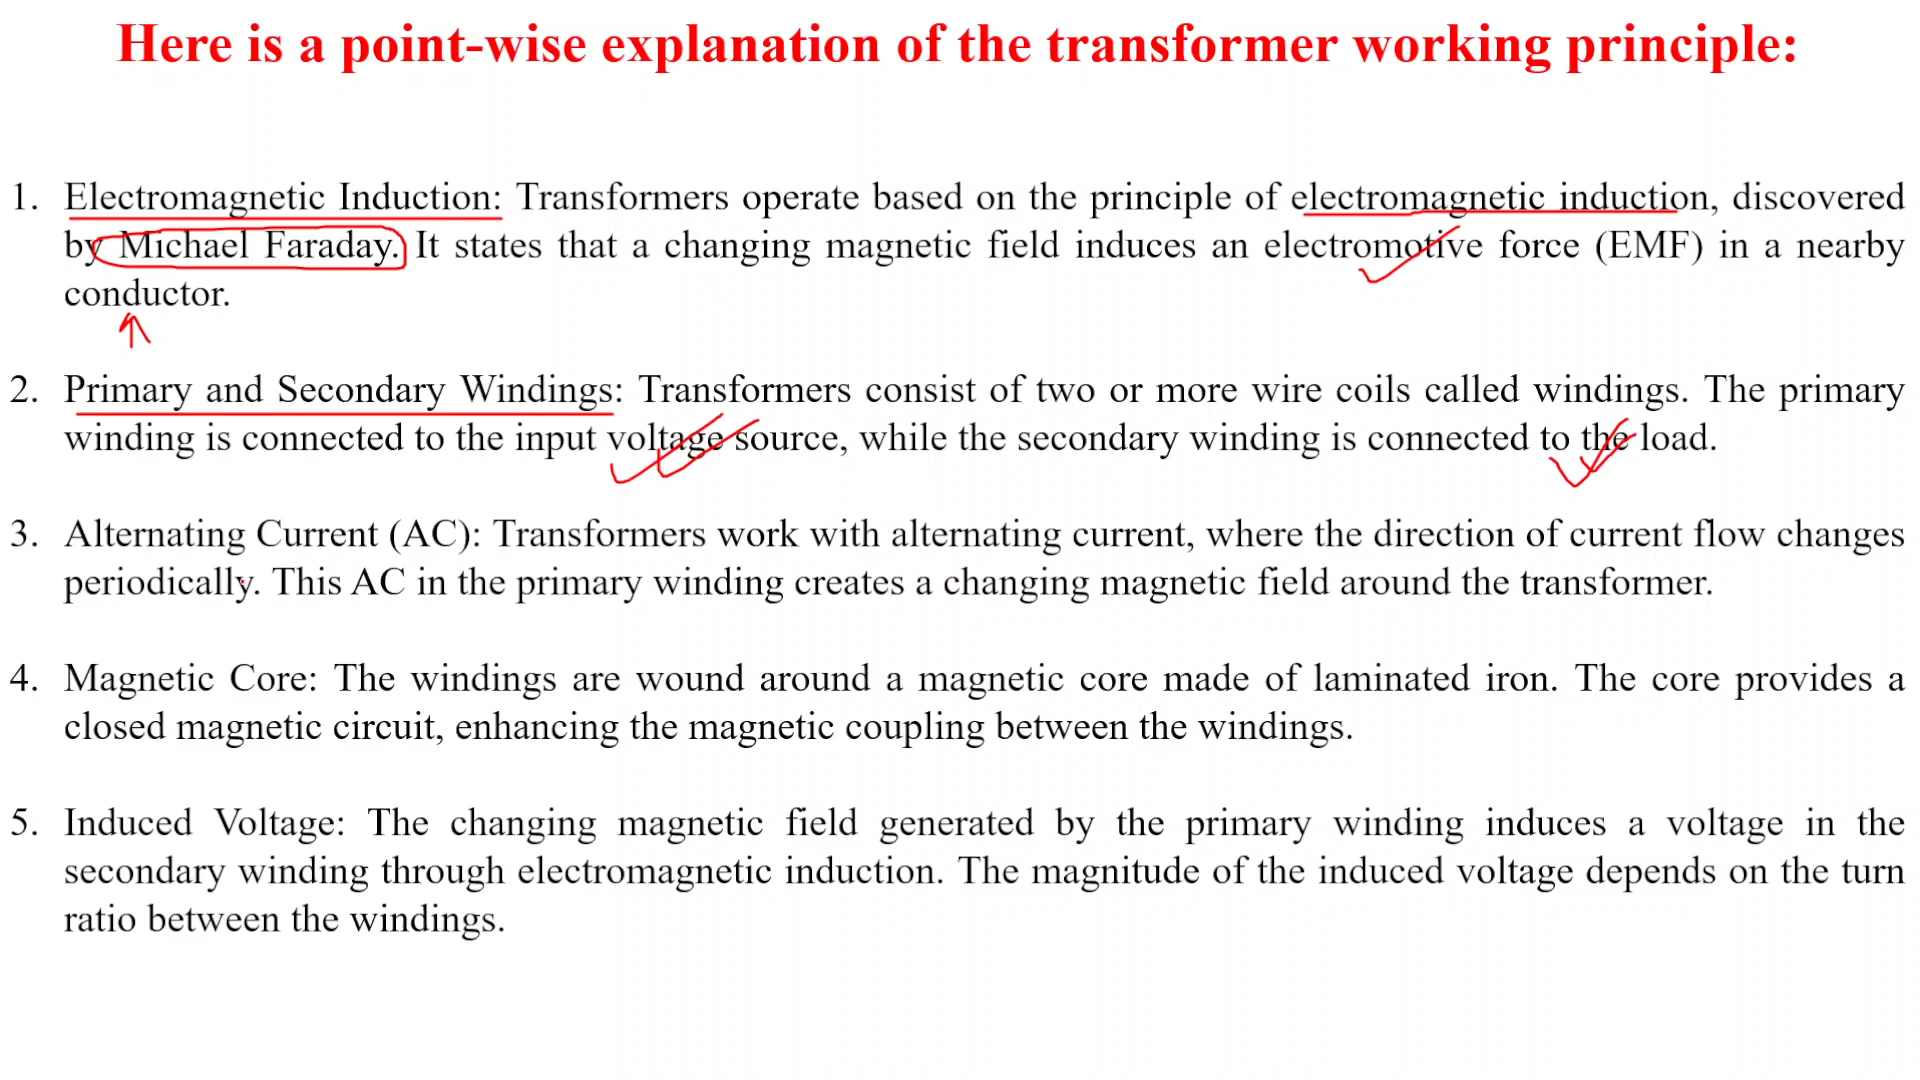 Here is a point-wise explanation of the transformer working principle:
1. Electromagnetic Induction: Transformers operate based on the principle of electromagnetic induction, discovered
by Michael Faraday. It states that a changing magnetic field induces an electromotive force (EMF) in a nearby
conductor.
2. Primary and Secondary Windings: Transformers consist of two or more wire coils called windings. The primary
winding is connected to the input voltage source, while the secondary winding is connected to the load.
3. Alternating Current (AC): Transformers work with alternating current, where the direction of current flow changes
periodically. This AC in the primary winding creates a changing magnetic field around the transformer.
4. Magnetic Core: The windings are wound around a magnetic core made of laminated iron. The core provides a
closed magnetic circuit, enhancing the magnetic coupling between the windings.
5. Induced Voltage: The changing magnetic field generated by the primary winding induces a voltage in the
secondary winding through electromagnetic induction. The magnitude of the induced voltage depends on the turn
ratio between the windings.